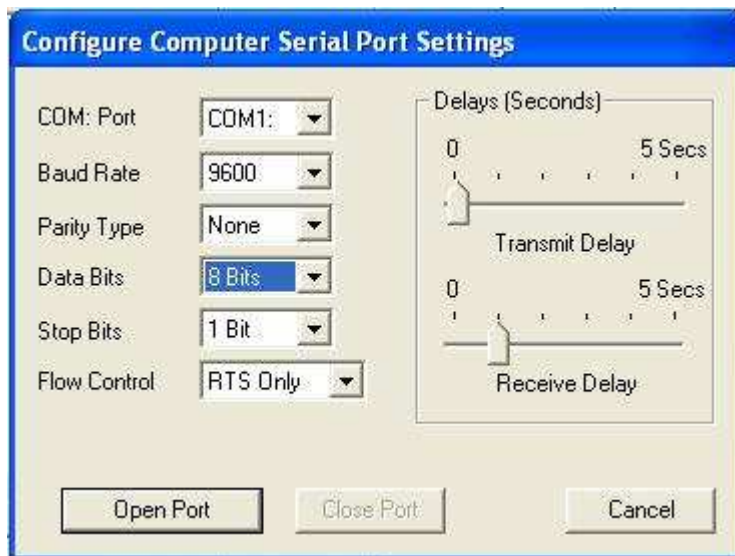 Configure Computer Serial Port Settings
COM: Port COM1:
Baud Rate 9600
Parity Type None
Data Bits 8 Bits
Stop Bits 1 Bit
Flow Control RTS Only
Delays (Seconds)
0 5 Secs
Transmit Delay
0 5 Secs
Receive Delay
Open Port Close Port Cancel